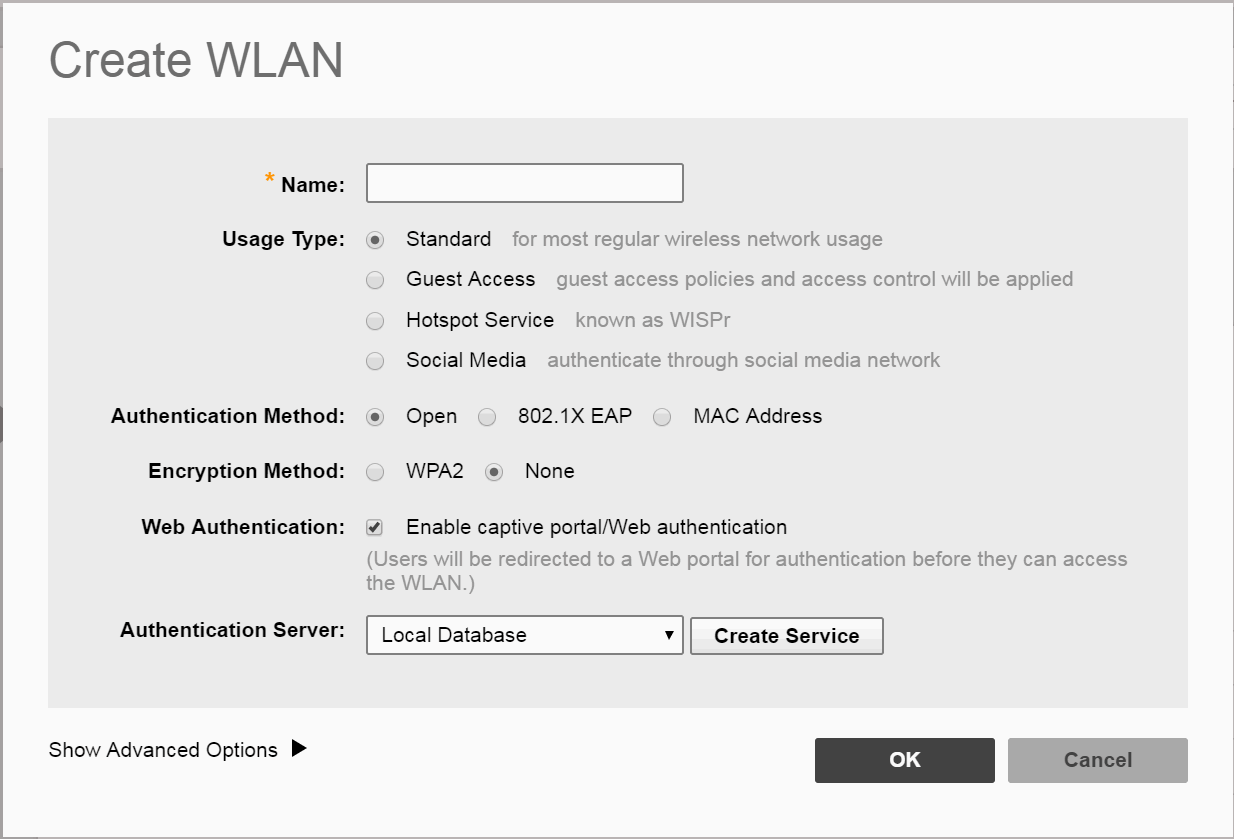 Create WLAN
* Name:
Usage Type: Standard for most regular wireless network usage
Guest Access guest access policies and access control will be applied
Hotspot Service known as WISPr
Social Media authenticate through social media network
Authentication Method: Open 802.1X EAP MAC Address
Encryption Method: WPA2 None
Web Authentication: Enable captive portal/Web authentication
(Users will be redirected to a Web portal for authentication before they can access
the WLAN.)
Authentication Server: Local Database Create Service
Show Advanced Options OK Cancel